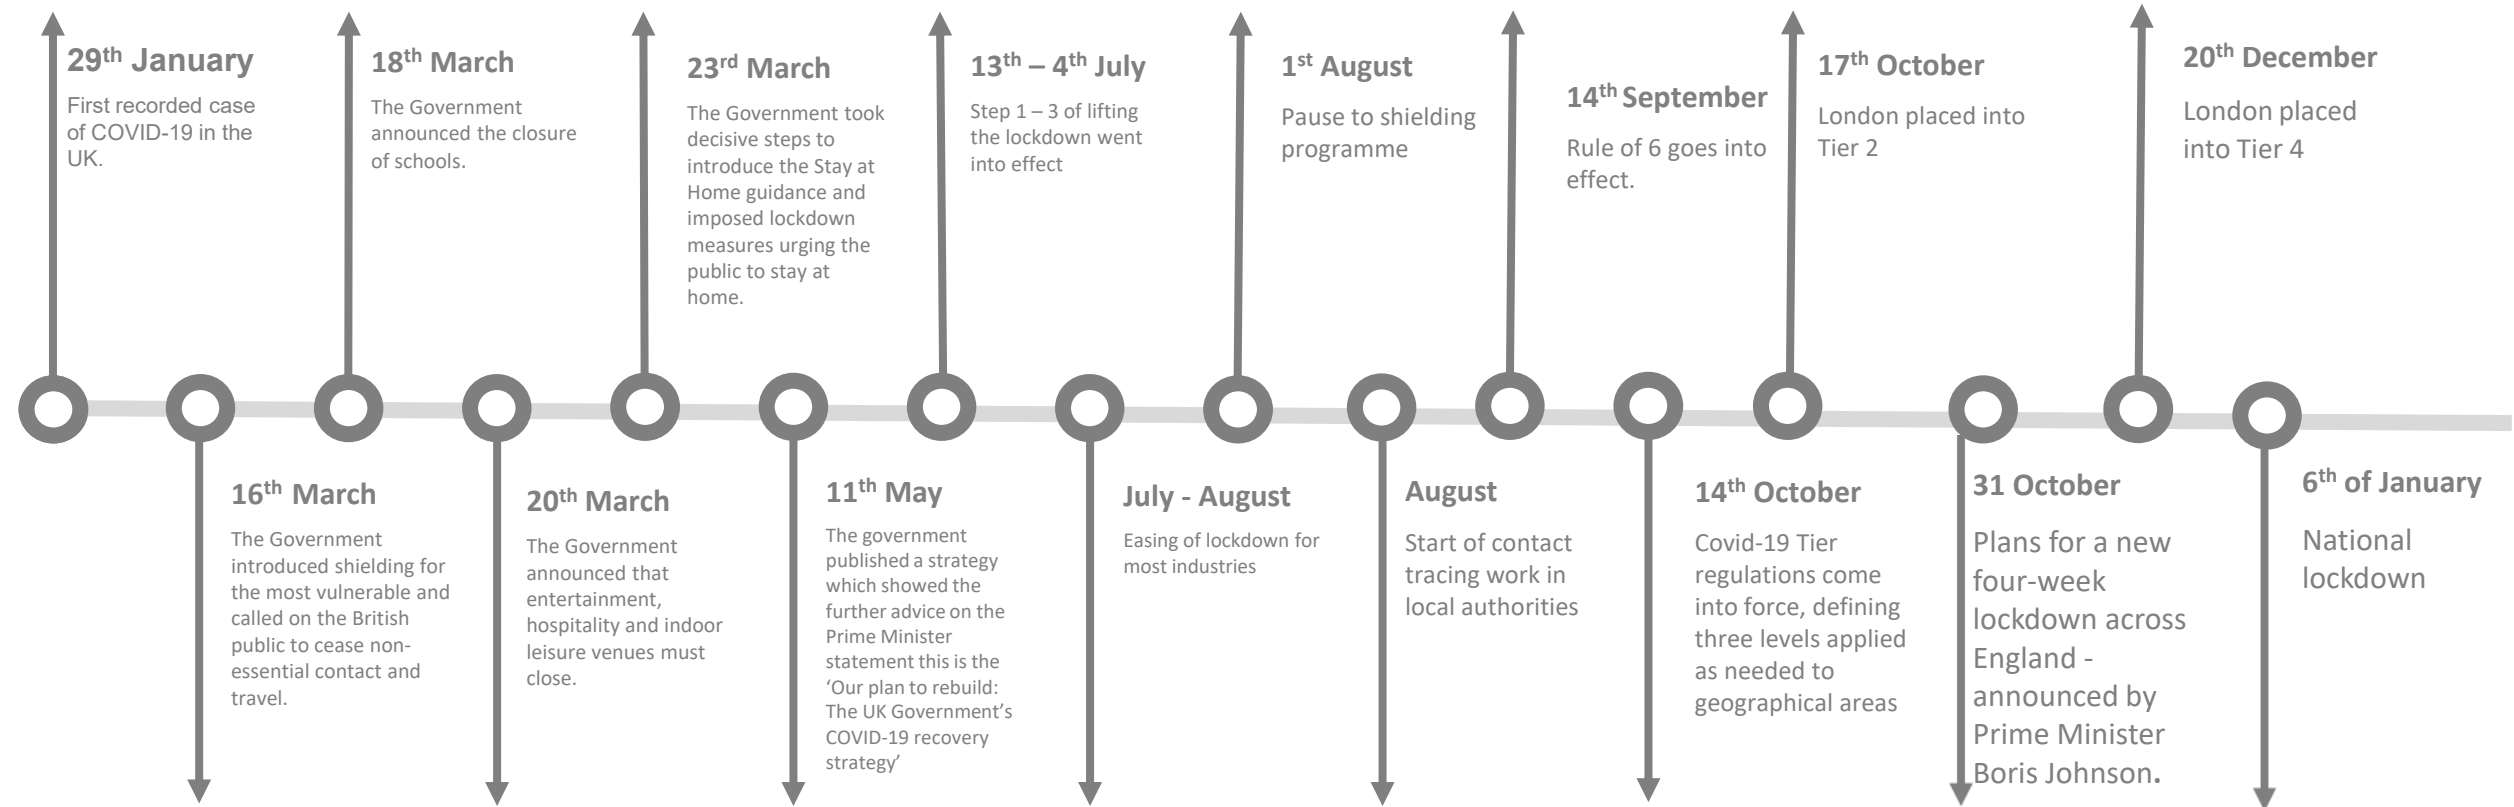 29th January
First recorded case
of COVID-19 in the
UK.
16th March
The Government
introduced shielding for
the most vulnerable and
called on the British
public to cease non-
essential contact and
travel.
18th March
The Government
announced the closure
of schools.
20th March
The Government
announced that
entertainment,
hospitality and indoor
leisure venues must
close.
23rd March
The Government took
decisive steps to
introduce the Stay at
Home guidance and
imposed lockdown
measures urging the
public to stay at
home.
11th May
The government
published a strategy
which showed the
further advice on the
Prime Minister
statement this is the
‘Our plan to rebuild:
The UK Government’s
COVID-19 recovery
strategy’
13th – 4th July
Step 1 – 3 of lifting
the lockdown went
into effect
July - August
Easing of lockdown for
most industries
1st August
Pause to shielding
programme
August
Start of contact
tracing work in
local authorities
14th September
Rule of 6 goes into
effect.
14th October
Covid-19 Tier
regulations come
into force, defining
three levels applied
as needed to
geographical areas
17th October
London placed into
Tier 2
31 October
Plans for a new
four-week
lockdown across
England -
announced by
Prime Minister
Boris Johnson.
20th December
London placed
into Tier 4
6th of January
National
lockdown